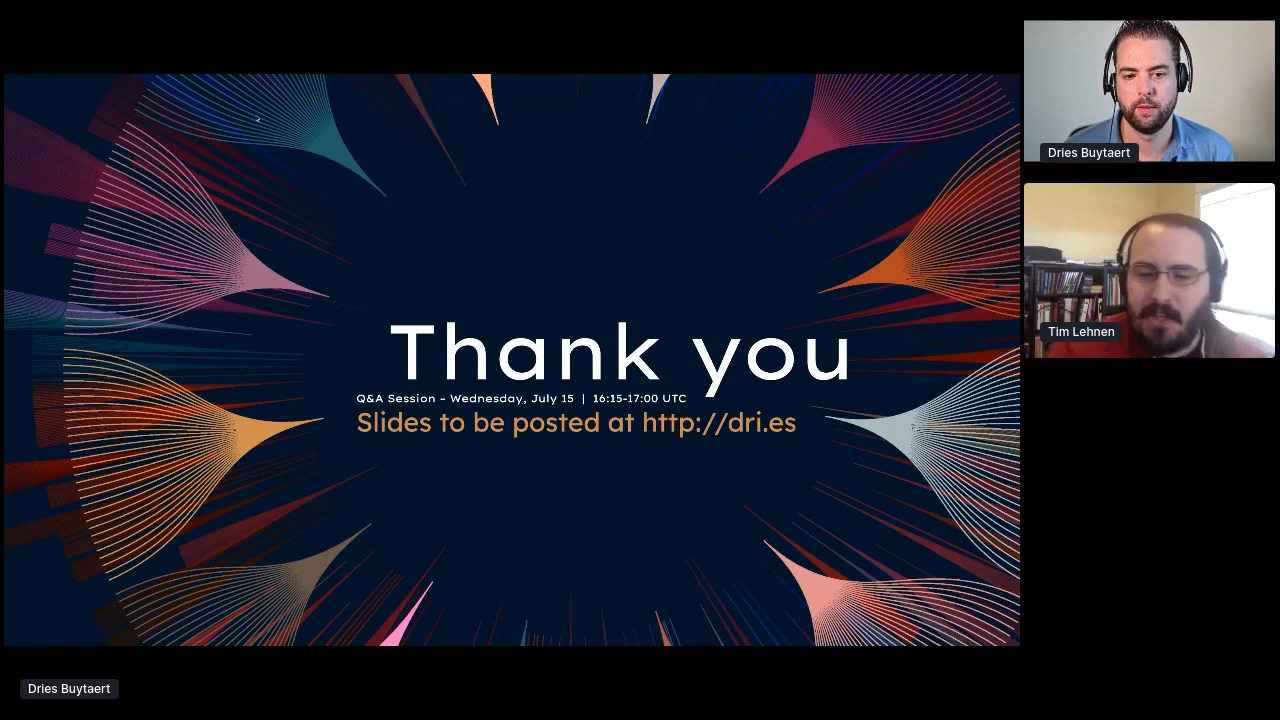 Thank you
Q&A Session – Wednesday, July 15 | 16:15-17:00 UTC
Slides to be posted at http://dri.es
Dries Buytaert
Tim Lehnen
Dries Buytaert